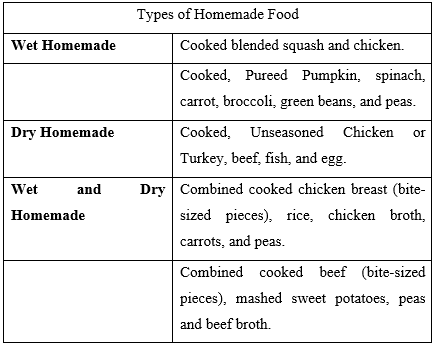 Types of Homemade Food
Wet Homemade
Cooked blended squash and chicken.
Cooked, Pureed Pumpkin, spinach,
carrot, broccoli, green beans, and peas.
Dry Homemade
Cooked, Unseasoned Chicken or
Turkey, beef, fish, and egg.
Wet and Dry
Homemade
Combined cooked chicken breast (bite-
sized pieces), rice, chicken broth,
carrots, and peas.
Combined cooked beef (bite-sized
pieces), mashed sweet potatoes, peas
and beef broth.